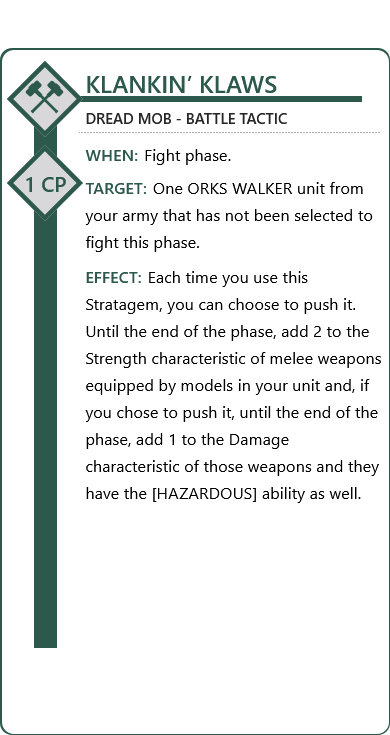 KLANKIN’ KLAWS
DREAD MOB - BATTLE TACTIC
WHEN: Fight phase.
1 CP
TARGET: One ORKS WALKER unit from
your army that has not been selected to
fight this phase.
EFFECT: Each time you use this
Stratagem, you can choose to push it.
Until the end of the phase, add 2 to the
Strength characteristic of melee weapons
equipped by models in your unit and, if
you chose to push it, until the end of the
phase, add 1 to the Damage
characteristic of those weapons and they
have the [HAZARDOUS] ability as well.